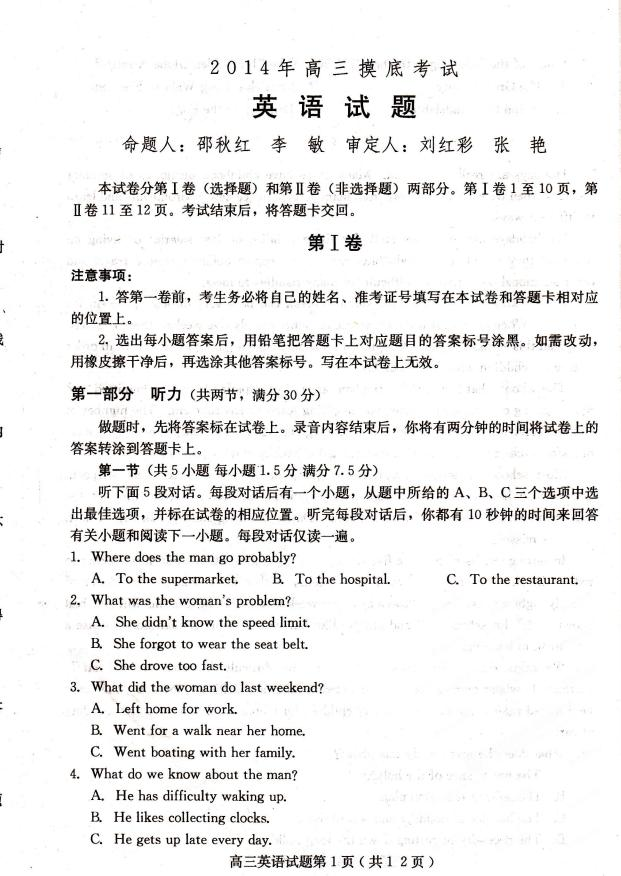 2014年高三摸底考试
英语试题
命题人：邵秋红 李 敏 审定人：刘红彩 张 艳
本试卷分第Ⅰ卷（选择题）和第Ⅱ卷（非选择题）两部分。第Ⅰ卷1至10页，第
Ⅱ卷11至12页。考试结束后，将答题卡交回。
第Ⅰ卷
注意事项：
1. 答第一卷前，考生务必将自己的姓名、准考证号填写在本试卷和答题卡相对应
的位置上。
2. 选出每小题答案后，用铅笔把答题卡上对应题目的答案标号涂黑。如需改动，
用橡皮擦干净后，再选涂其他答案标号。写在本试卷上无效。
第一部分 听力（共两节，满分30分）
做题时，先将答案标在试卷上。录音内容结束后，你将有两分钟的时间将试卷上的
答案转涂到答题卡上。
第一节（共5小题 每小题1.5分 满分7.5分）
听下面5段对话。每段对话后有一个小题，从题中所给的A、B、C三个选项中选
出最佳选项，并标在试卷的相应位置。听完每段对话后，你都有10秒钟的时间来回答
有关小题和阅读下一小题。每段对话仅读一遍。
1. Where does the man go probably?
A. To the supermarket. B. To the hospital. C. To the restaurant.
2. What was the woman's problem?
A. She didn't know the speed limit.
B. She forgot to wear the seat belt.
C. She drove too fast.
3. What did the woman do last weekend?
A. Left home for work.
B. Went for a walk near her home.
C. Went boating with her family.
4. What do we know about the man?
A. He has difficulty waking up.
B. He likes collecting clocks.
C. He gets up late every day.
高三英语试题第1页(共12页)